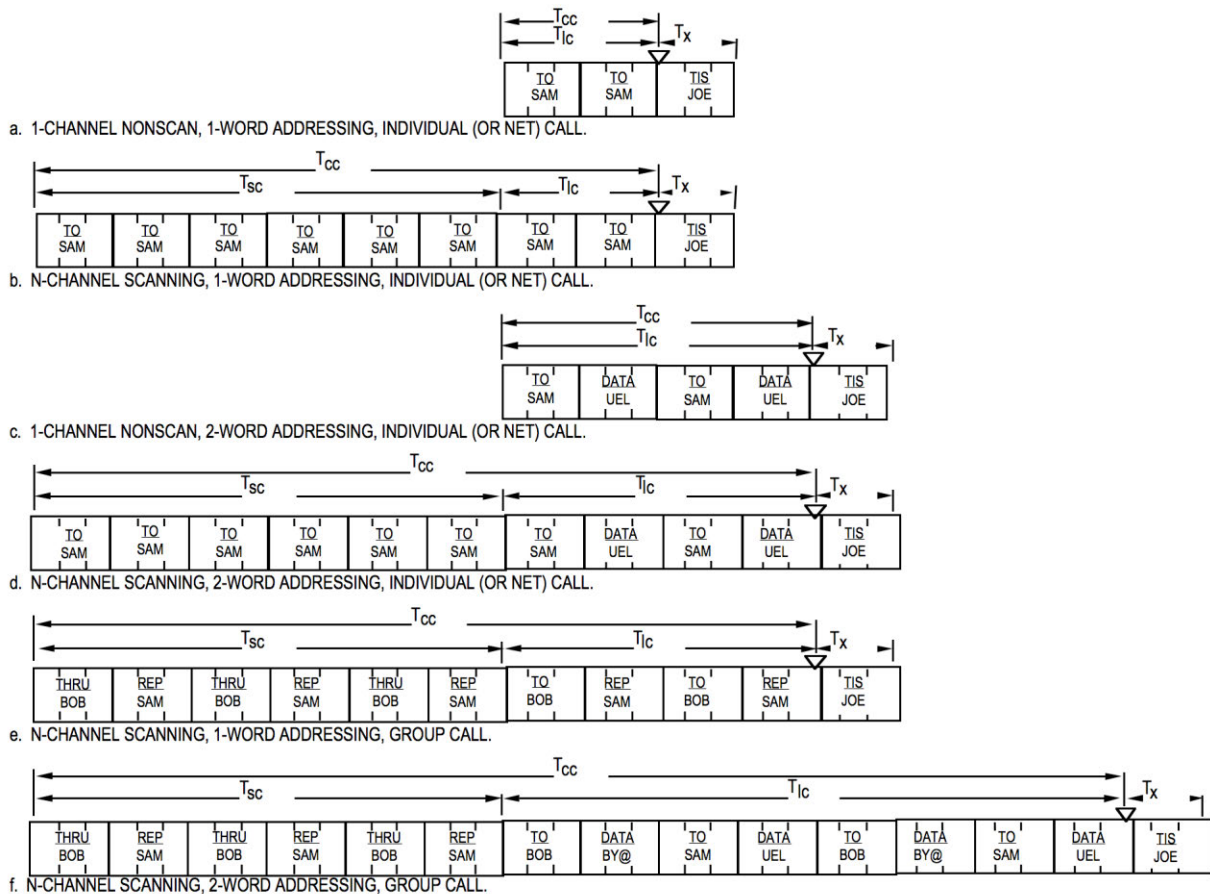 Tcc
Tlc Tx
TO TO TIS
SAM SAM JOE
a. 1-CHANNEL NONSCAN, 1-WORD ADDRESSING, INDIVIDUAL (OR NET) CALL.
Tcc
Tsc Tlc Tx
TO TO TO TO TO TO TO TO TIS
SAM SAM SAM SAM SAM SAM SAM SAM JOE
b. N-CHANNEL SCANNING, 1-WORD ADDRESSING, INDIVIDUAL (OR NET) CALL.
Tcc
Tlc Tx
TO DATA TO DATA TIS
SAM UEL SAM UEL JOE
c. 1-CHANNEL NONSCAN, 2-WORD ADDRESSING, INDIVIDUAL (OR NET) CALL.
Tcc
Tsc Tlc Tx
TO TO TO TO TO TO TO DATA TO DATA TIS
SAM SAM SAM SAM SAM SAM SAM UEL SAM UEL JOE
d. N-CHANNEL SCANNING, 2-WORD ADDRESSING, INDIVIDUAL (OR NET) CALL.
Tcc
Tsc Tlc Tx
THRU REP THRU REP THRU REP TO REP TO REP TIS
BOB SAM BOB SAM BOB SAM BOB SAM BOB SAM JOE
e. N-CHANNEL SCANNING, 1-WORD ADDRESSING, GROUP CALL.
Tcc
Tsc Tlc Tx
THRU REP THRU REP THRU REP TO DATA TO DATA TO DATA TO DATA TIS
BOB SAM BOB SAM BOB SAM BOB BY@ SAM UEL BOB BY@ SAM UEL JOE
f. N-CHANNEL SCANNING, 2-WORD ADDRESSING, GROUP CALL.